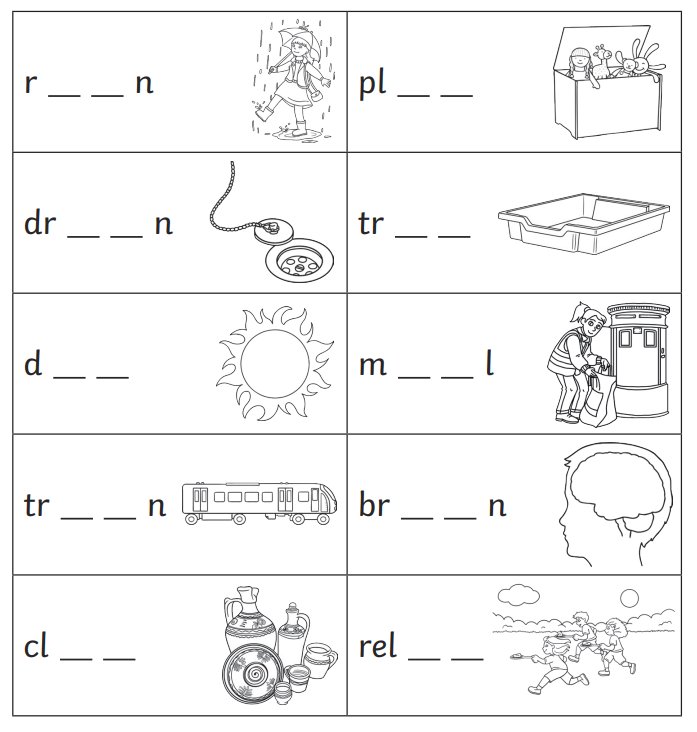 r __ __ n
pl __ __
dr __ __ n
tr __ __
d __ __
m __ __ l
tr __ __ n
br __ __ n
cl __ __
rel __ __